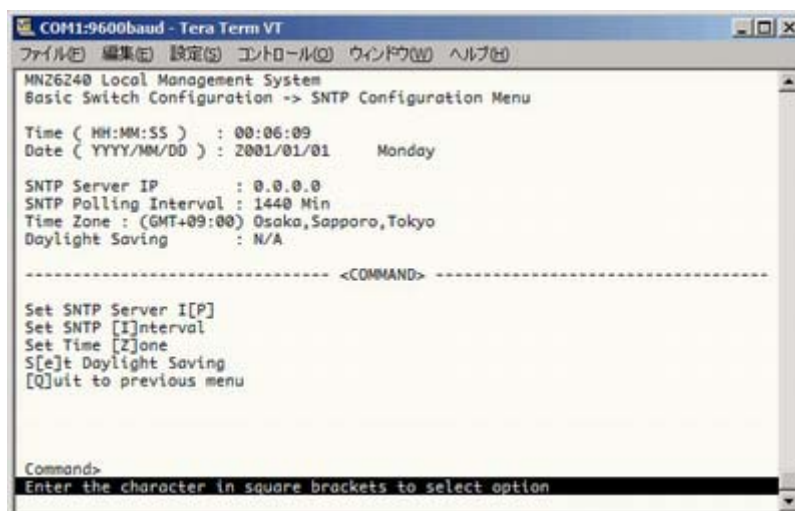 COM1:9600baud - Tera Term VT
ファイル(F) 編集(E) 設定(S) コントロール(O) ウィンドウ(W) ヘルプ(H)
MN26240 Local Management System
Basic Switch Configuration -> SNTP Configuration Menu
Time ( HH:MM:SS ) : 00:06:09
Date ( YYYY/MM/DD ) : 2001/01/01 Monday
SNTP Server IP : 0.0.0.0
SNTP Polling Interval : 1440 Min
Time Zone : (GMT+09:00) Osaka,Sapporo,Tokyo
Daylight Saving : N/A
--------------------------------- <COMMAND> ------------------------------------
Set SNTP Server I[P]
Set SNTP [I]nterval
Set Time [Z]one
S[e]t Daylight Saving
[Q]uit to previous menu
Command>
Enter the character in square brackets to select option